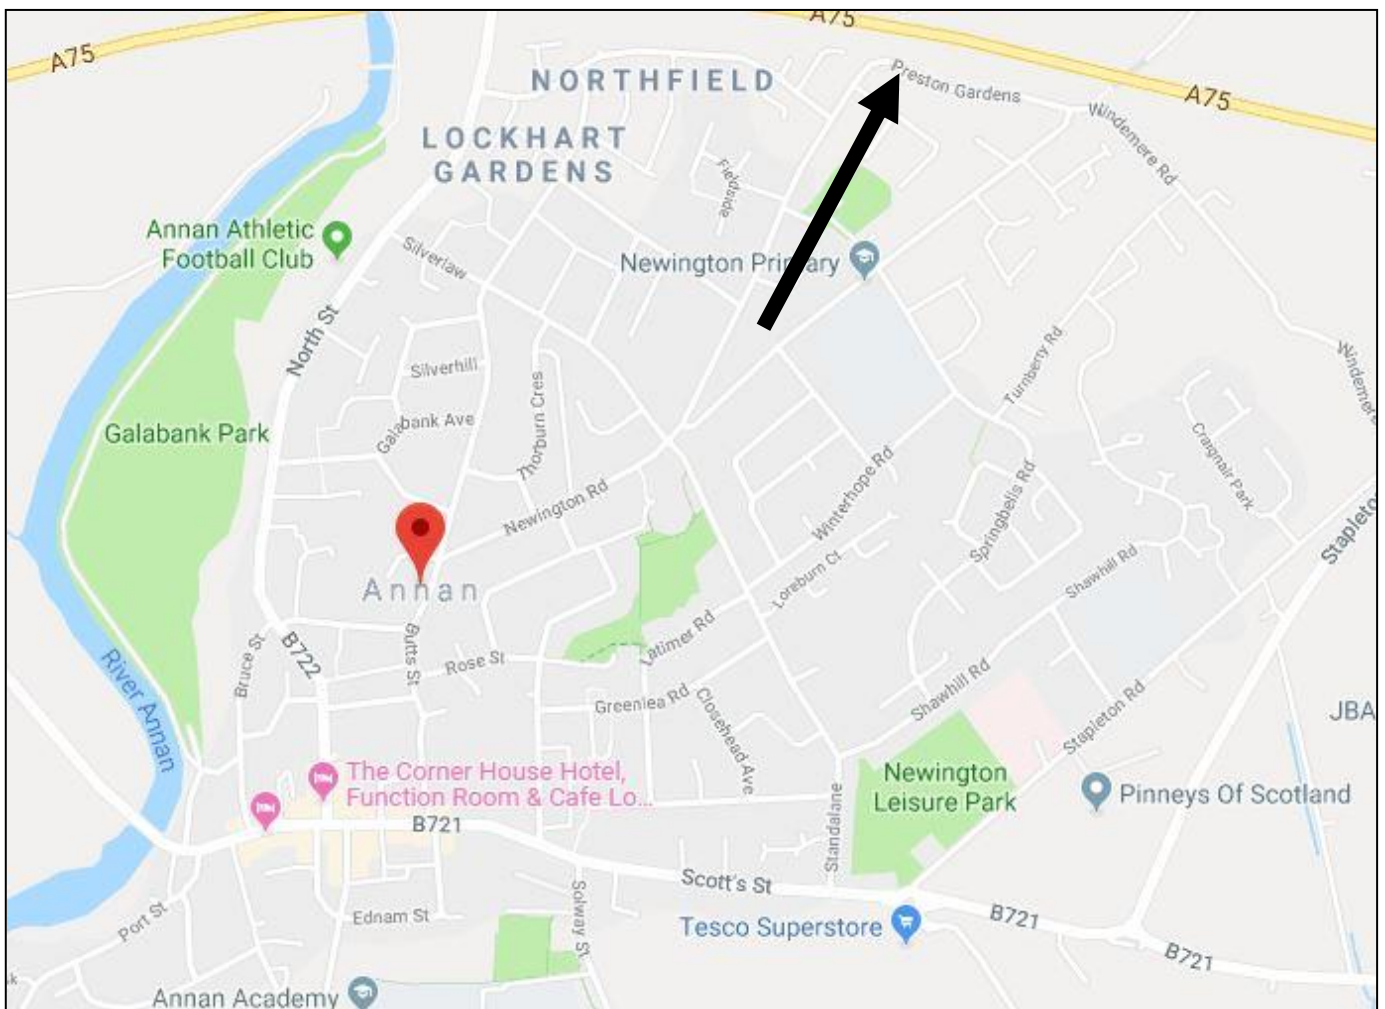 A75
A75
Preston Gardens
A75
NORTHFIELD
LOCKHART
GARDENS
Windemere Rd
Fieldside
Annan Athletic
Football Club
Silverlaw
Newington Primary
North St
Silverhill
Turnberry Rd
Galabank Ave
Thorburn Cres
Galabank Park
Craignair Park
Newington Rd
Winterhope Rd
Springbells Rd
Annan
Loreburn Ct
Shawhill Rd
Butts St
Bruce St
B722
Rose St
Latimer Rd
River Annan
Greenlea Rd
Closehead Ave
Shawhill Rd
Stapleton Rd
JBA
The Corner House Hotel,
Function Room & Cafe Lo...
Newington
Leisure Park
Pinneys Of Scotland
B721
Standalane
Scott's St
Port St
Ednam St
Solway St
Tesco Superstore
B721
B721
Annan Academy